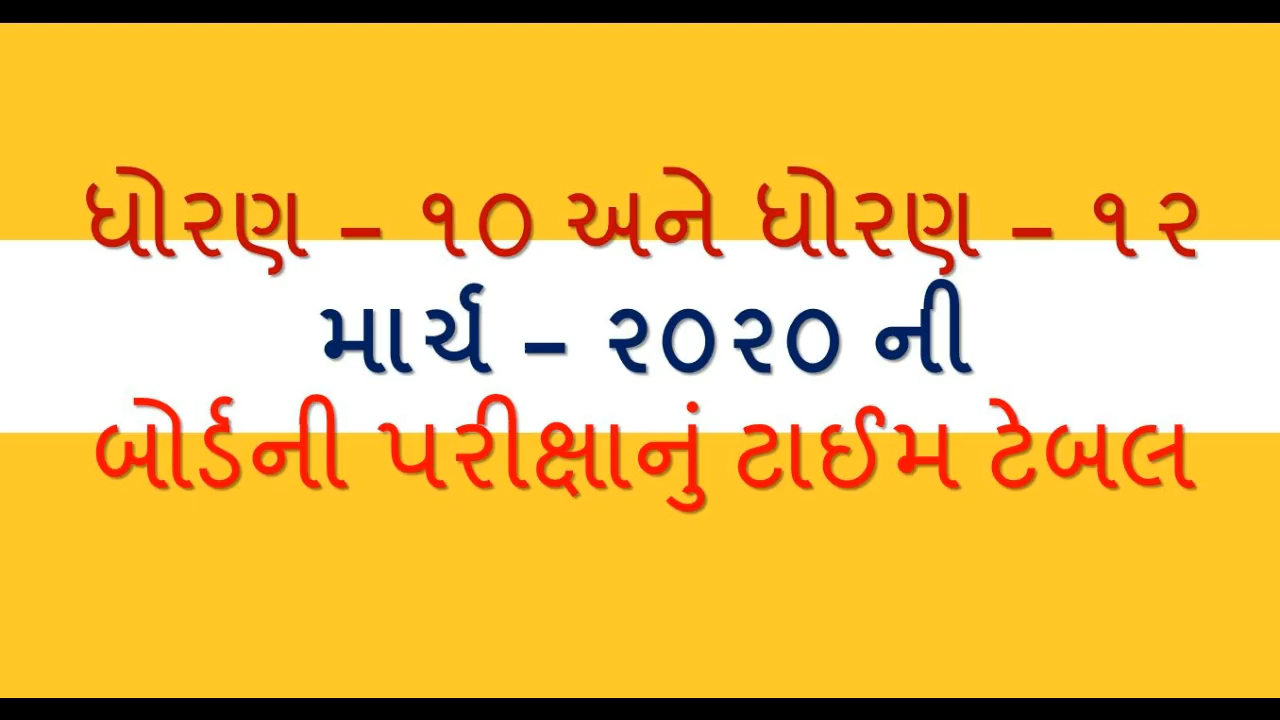 ધોરણ – ૧૦ અને ધોરણ – ૧૨
માર્ચ – ૨૦૨૦ ની
બોર્ડની પરીક્ષાનું ટાઈમ ટેબલ